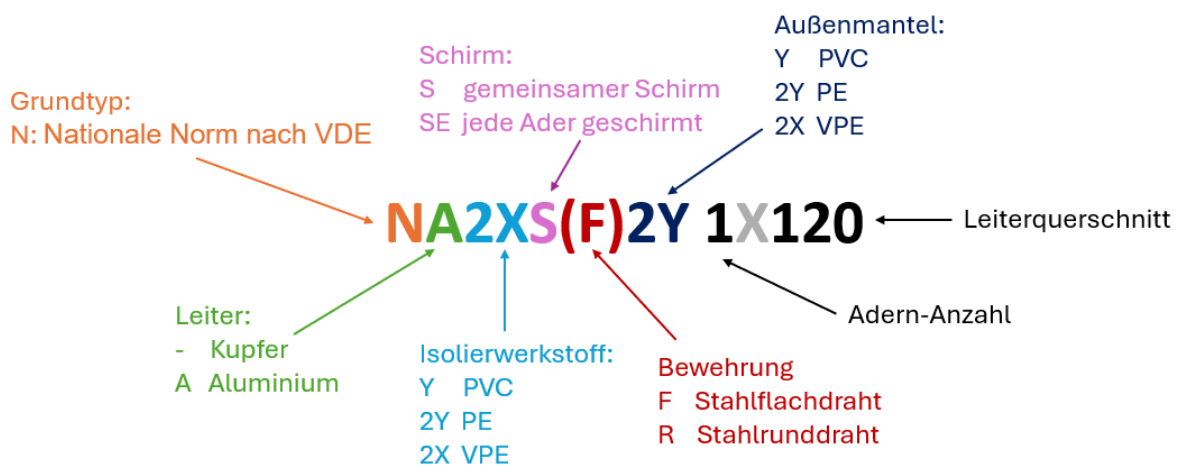 Außenmantel:
Y PVC
2Y PE
2X VPE
Schirm:
S gemeinsamer Schirm
SE jede Ader geschirmt
Grundtyp:
N: Nationale Norm nach VDE
NA2XS(F)2Y 1X120
Leiterquerschnitt
Adern-Anzahl
Leiter:
- Kupfer
A Aluminium
Isolierwerkstoff:
Y PVC
2Y PE
2X VPE
Bewehrung
F Stahlflachdraht
R Stahlrunddraht